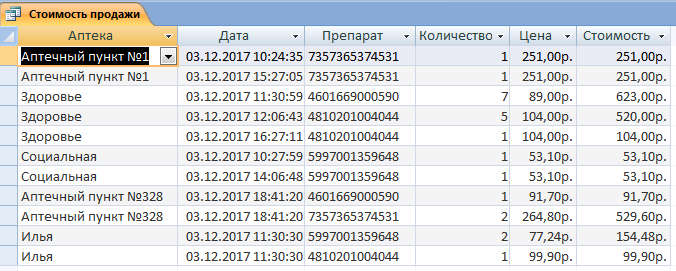 Стоимость продажи
Аптека Дата Препарат Количество Цена Стоимость
Аптечный пункт №1 03.12.2017 10:24:35 7357365374531 1 251,00р. 251,00р.
Аптечный пункт №1 03.12.2017 15:27:05 7357365374531 1 251,00р. 251,00р.
Здоровье 03.12.2017 11:30:59 4601669000590 7 89,00р. 623,00р.
Здоровье 03.12.2017 12:06:43 4810201004044 5 104,00р. 520,00р.
Здоровье 03.12.2017 16:27:11 4810201004044 1 104,00р. 104,00р.
Социальная 03.12.2017 10:27:59 5997001359648 1 53,10р. 53,10р.
Социальная 03.12.2017 14:06:48 5997001359648 1 53,10р. 53,10р.
Аптечный пункт №328 03.12.2017 18:41:20 4601669000590 1 91,70р. 91,70р.
Аптечный пункт №328 03.12.2017 18:41:20 7357365374531 2 264,80р. 529,60р.
Илья 03.12.2017 11:30:30 5997001359648 2 77,24р. 154,48р.
Илья 03.12.2017 11:30:30 4810201004044 1 99,90р. 99,90р.